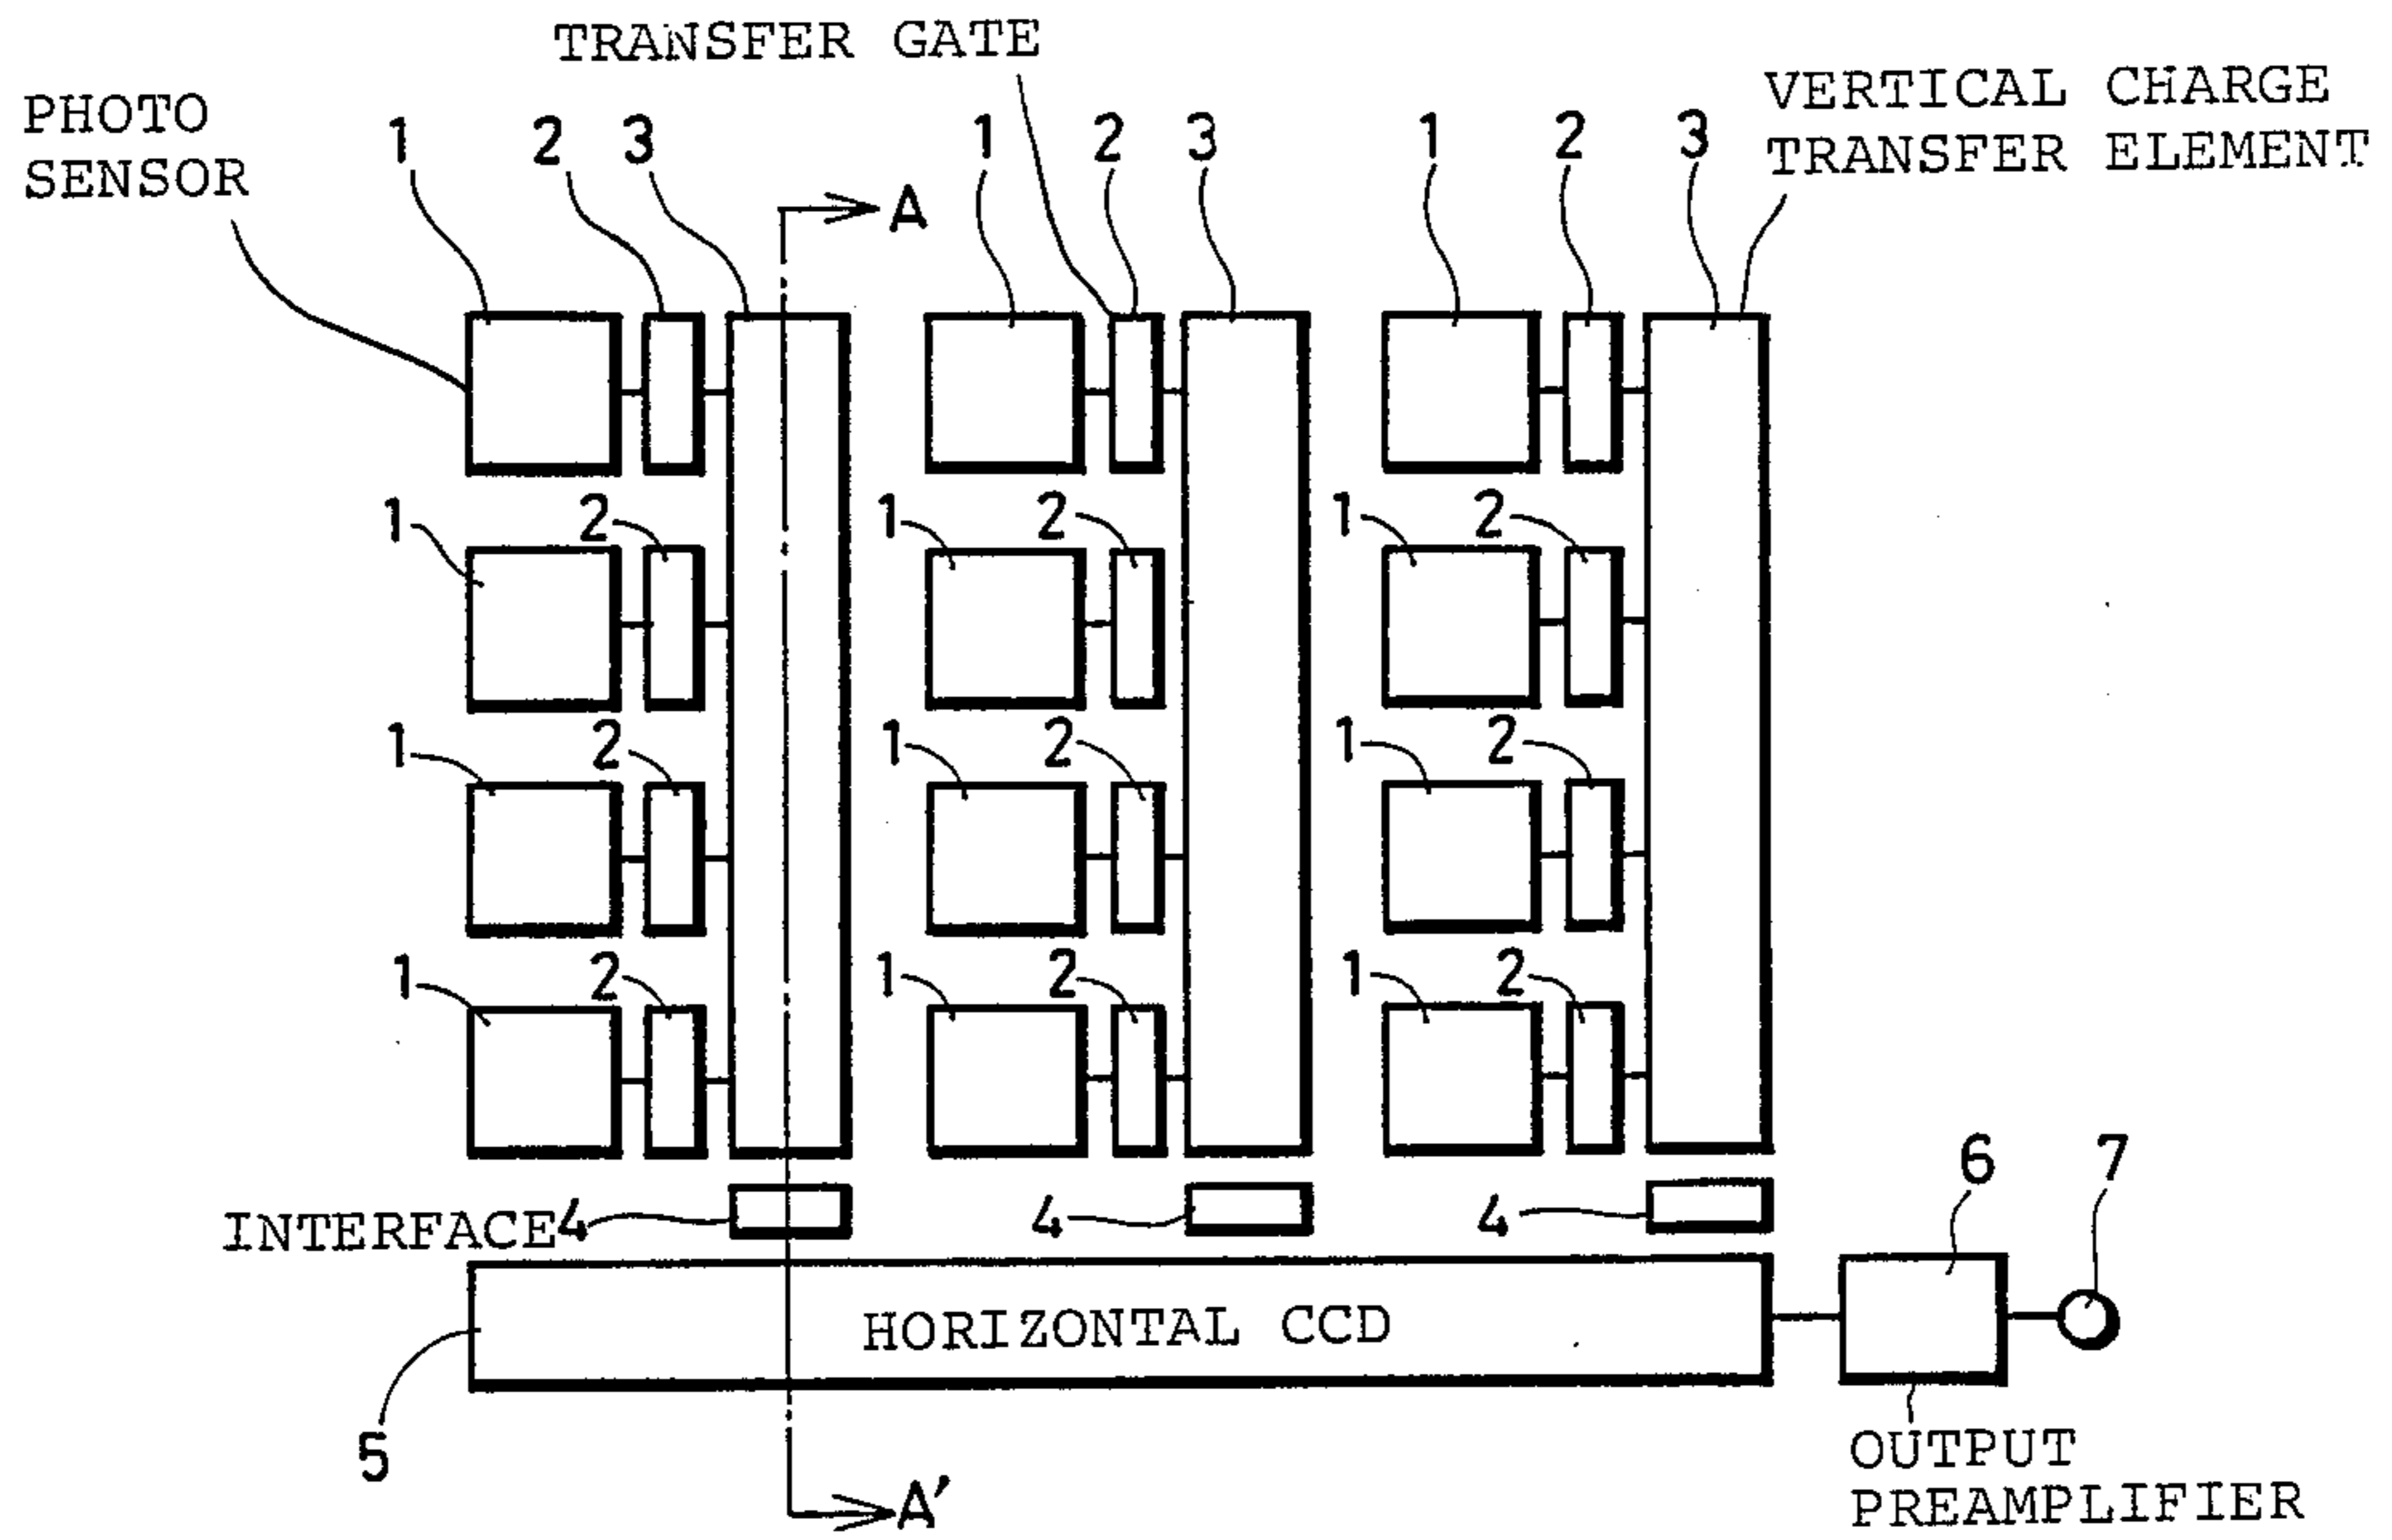 TRANSFER GATE
PHOTO
SENSOR
VERTICAL CHARGE
TRANSFER ELEMENT
1 2 3 1 2 3 1 2 3
A
1 2 1 2 1 2
1 2 1 2 1 2
1 2 1 2 1 2
6 7
INTERFACE 4 4 4
HORIZONTAL CCD
5
OUTPUT
PREAMPLIFIER
A'